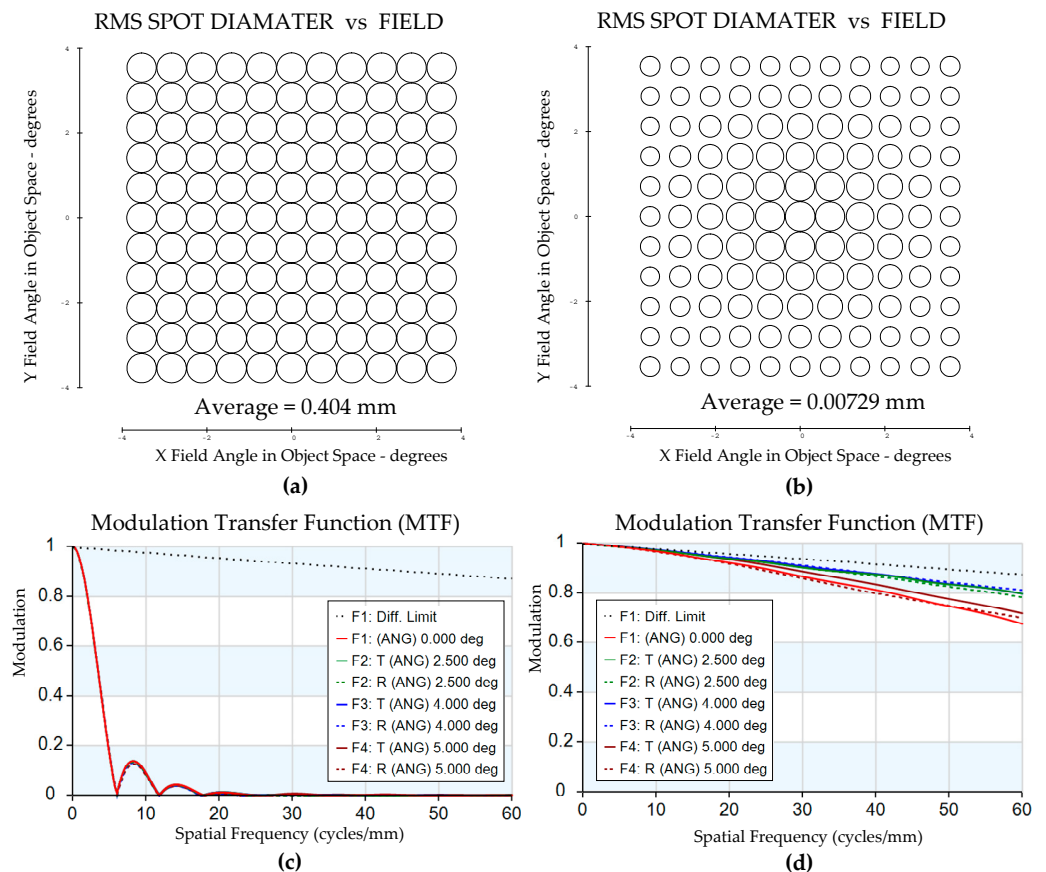 RMS SPOT DIAMATER vs FIELD
Y Field Angle in Object Space - degrees
4
2
0
-2
-4
Average = 0.404 mm
-4 -2 0 2 4
X Field Angle in Object Space - degrees
(a)
RMS SPOT DIAMATER vs FIELD
Y Field Angle in Object Space - degrees
4
2
0
-2
-4
Average = 0.00729 mm
-4 -2 0 2 4
X Field Angle in Object Space - degrees
(b)
Modulation Transfer Function (MTF)
Modulation
1
0.8
0.6
0.4
0.2
0
F1: Diff. Limit
F1: (ANG) 0.000 deg
F2: T (ANG) 2.500 deg
F2: R (ANG) 2.500 deg
F3: T (ANG) 4.000 deg
F3: R (ANG) 4.000 deg
F4: T (ANG) 5.000 deg
F4: R (ANG) 5.000 deg
0 10 20 30 40 50 60
Spatial Frequency (cycles/mm)
(c)
Modulation Transfer Function (MTF)
Modulation
1
0.8
0.6
0.4
0.2
0
F1: Diff. Limit
F1: (ANG) 0.000 deg
F2: T (ANG) 2.500 deg
F2: R (ANG) 2.500 deg
F3: T (ANG) 4.000 deg
F3: R (ANG) 4.000 deg
F4: T (ANG) 5.000 deg
F4: R (ANG) 5.000 deg
0 10 20 30 40 50 60
Spatial Frequency (cycles/mm)
(d)